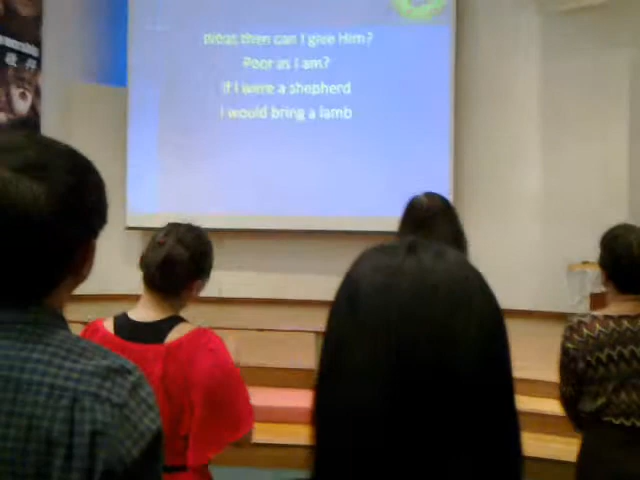 What then can I give Him?
Poor as I am?
If I were a shepherd
I would bring a lamb